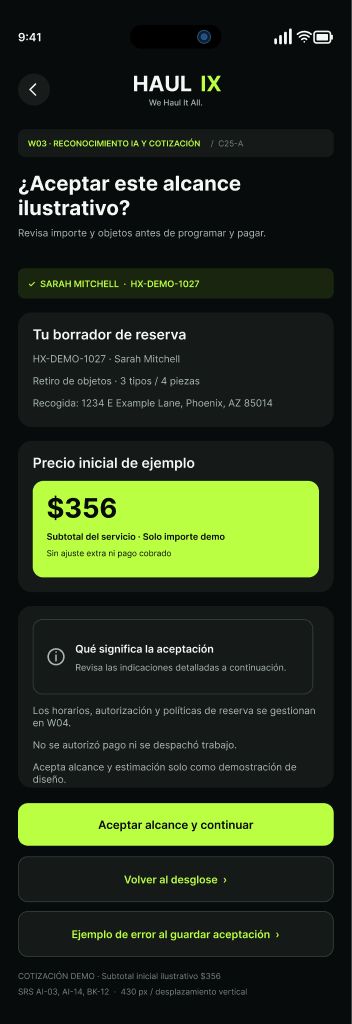 9:41
HAUL IX
We Haul It All.
W03 · RECONOCIMIENTO IA Y COTIZACIÓN / C25-A
¿Aceptar este alcance
ilustrativo?
Revisa importe y objetos antes de programar y pagar.
✓ SARAH MITCHELL · HX-DEMO-1027
Tu borrador de reserva
HX-DEMO-1027 · Sarah Mitchell
Retiro de objetos · 3 tipos / 4 piezas
Recogida: 1234 E Example Lane, Phoenix, AZ 85014
Precio inicial de ejemplo
$356
Subtotal del servicio · Solo importe demo
Sin ajuste extra ni pago cobrado
Qué significa la aceptación
Revisa las indicaciones detalladas a continuación.
Los horarios, autorización y políticas de reserva se gestionan
en W04.
No se autorizó pago ni se despachó trabajo.
Acepta alcance y estimación solo como demostración de
diseño.
Aceptar alcance y continuar
Volver al desglose ›
Ejemplo de error al guardar aceptación ›
COTIZACIÓN DEMO · Subtotal inicial ilustrativo $356
SRS AI-03, AI-14, BK-12 · 430 px / desplazamiento vertical